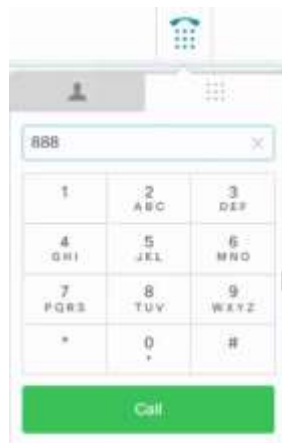 888
1 2 3
ABC DEF
4 5 6
GHI JKL MNO
7 8 9
PQRS TUV WXYZ
* 0 #
+
Call